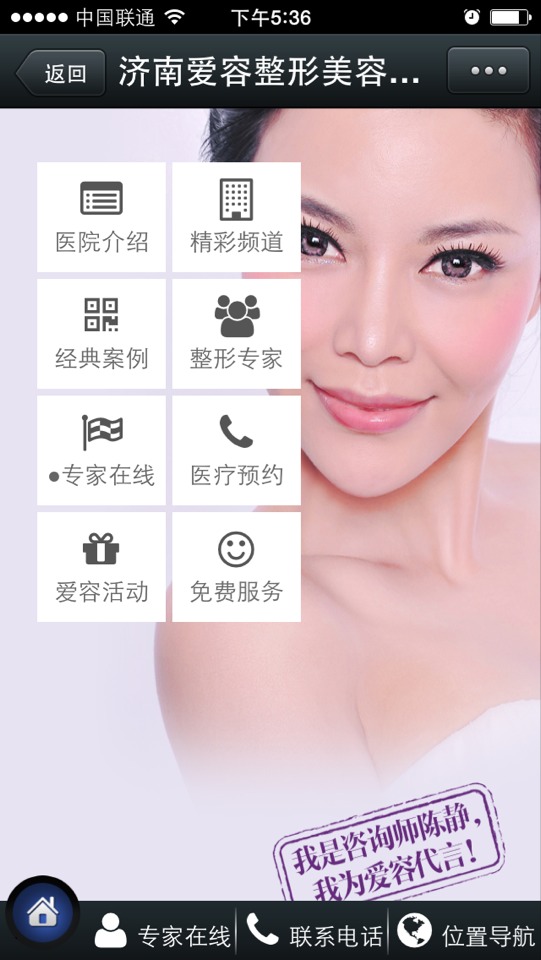 中国联通 下午5:36
返回 济南爱容整形美容...
医院介绍 精彩频道
经典案例 整形专家
●专家在线 医疗预约
爱容活动 免费服务
我是咨询师陈静，
我为爱容代言！
专家在线 联系电话 位置导航